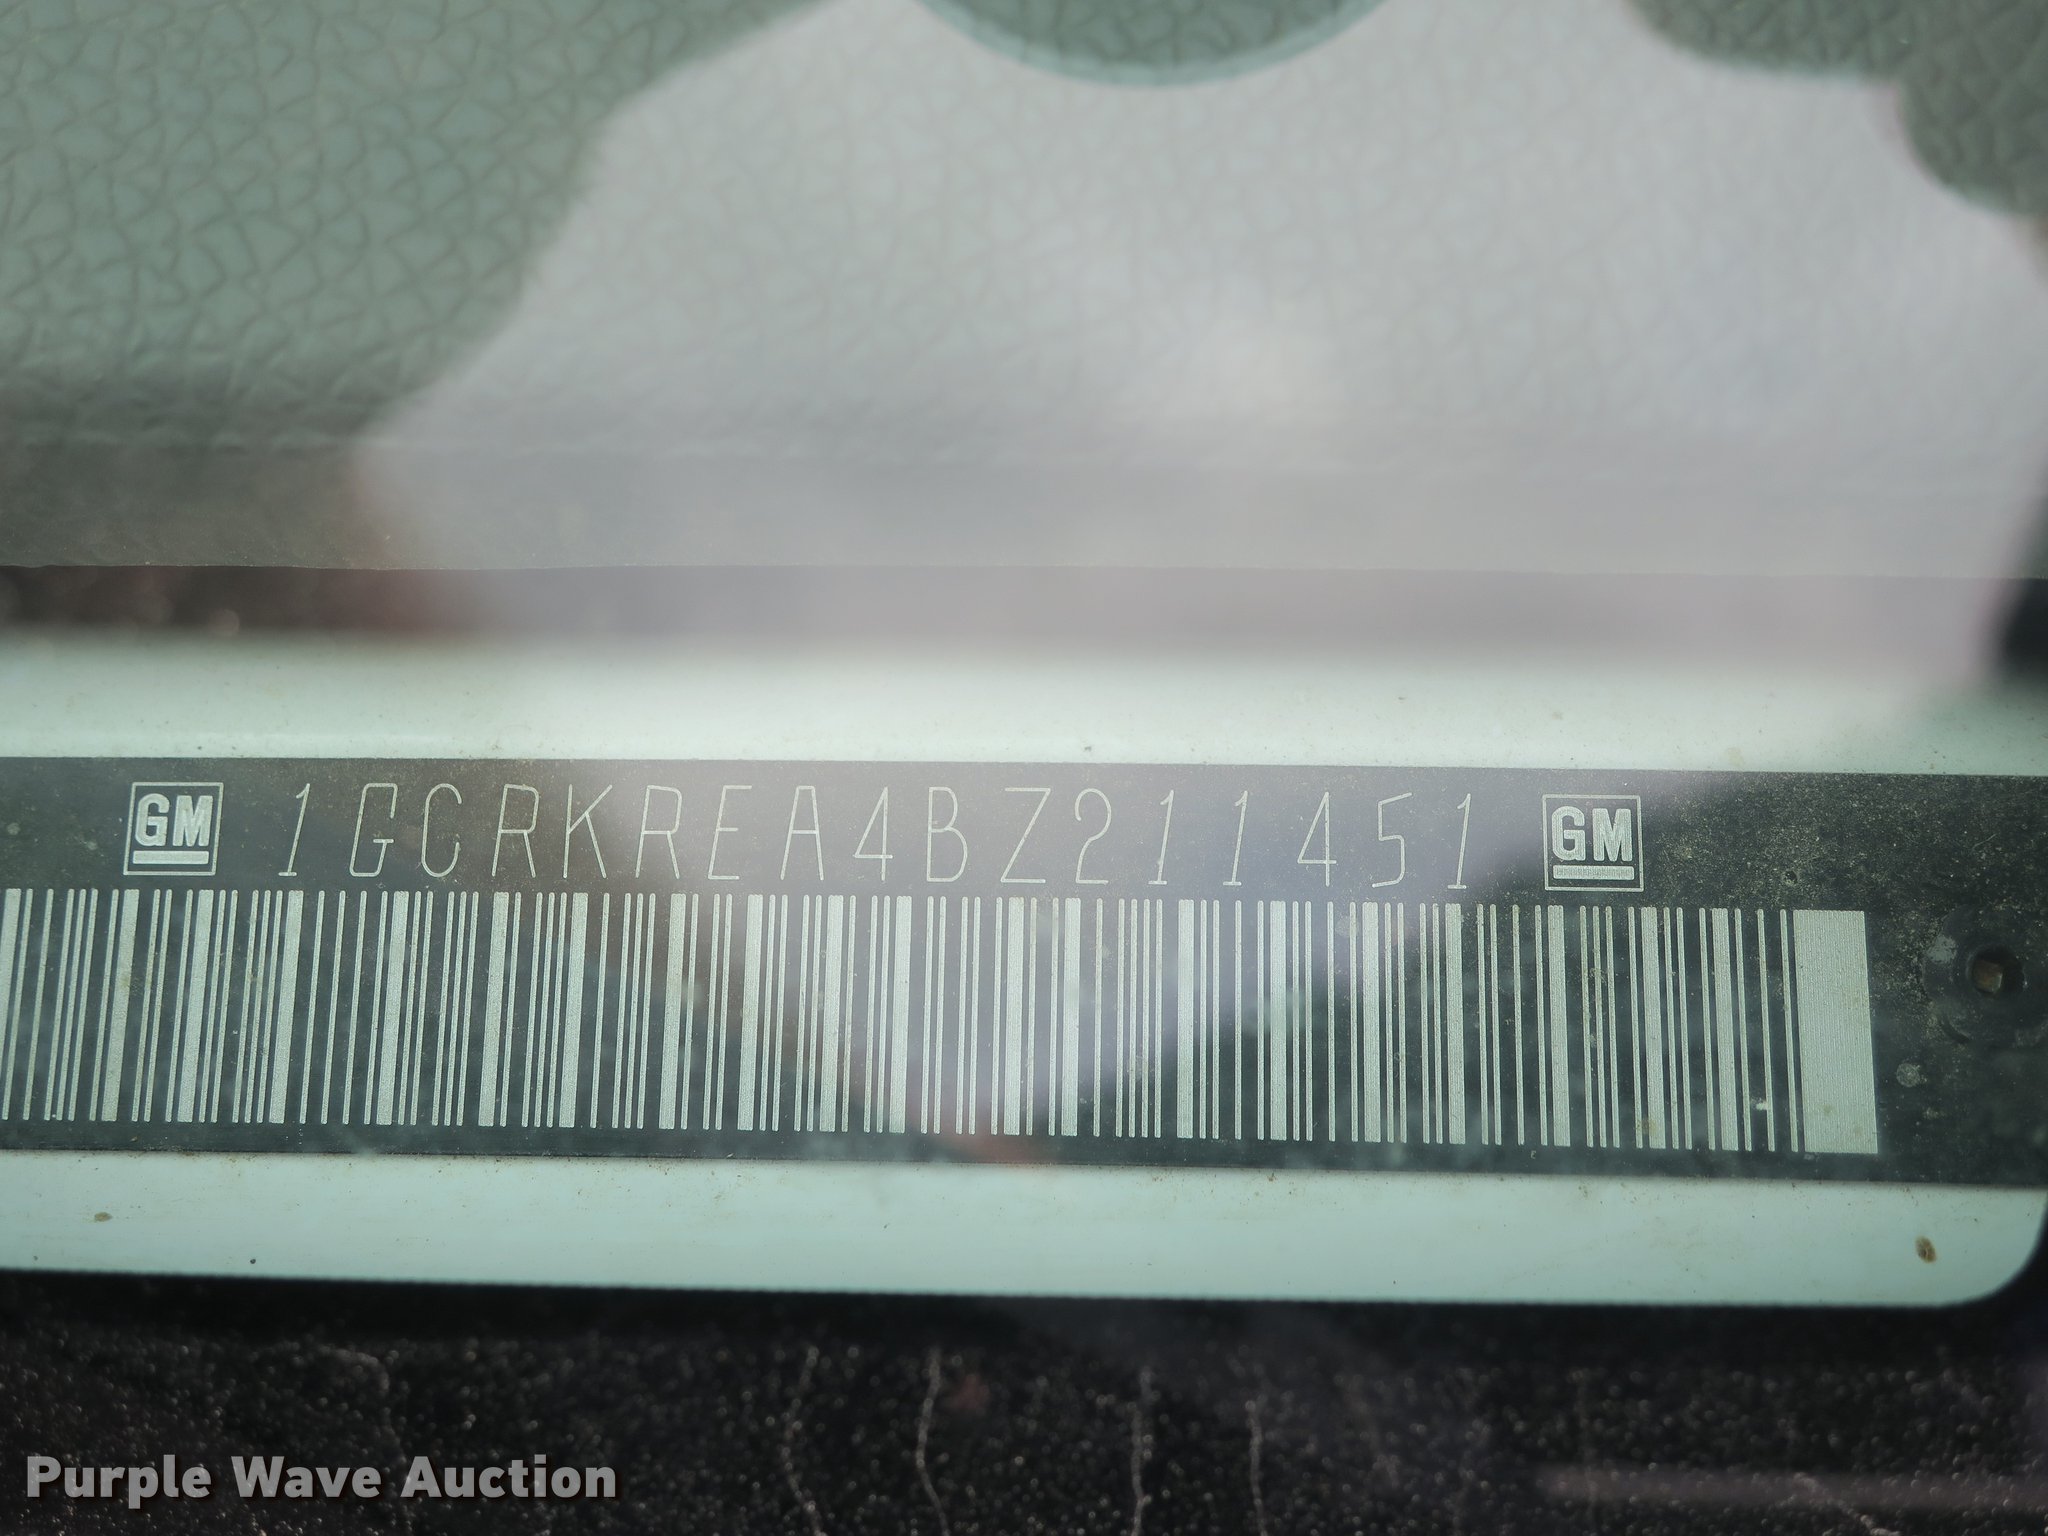 GM 1GCRKREA4BZ211451 GM
Purple Wave Auction